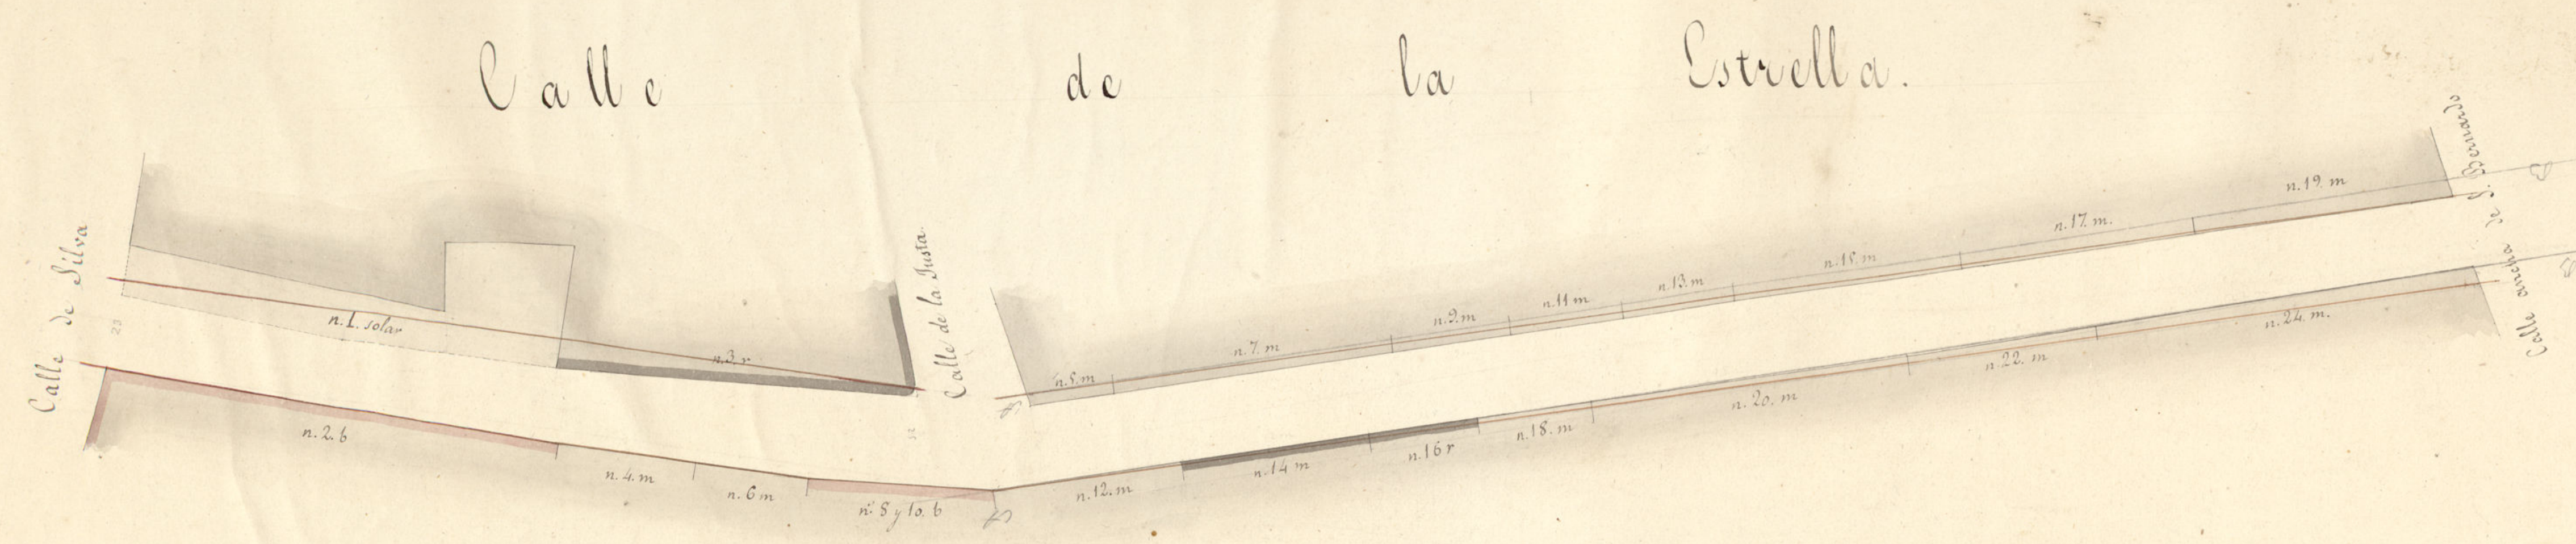 Calle de la Estrella.
Calle de Silva
n. 1. solar
n. 3. r
Calle de la Justa
n. 5. m
n. 7. m
n. 9. m
n. 11 m
n. 13. m
n. 15. m
n. 17. m.
n. 19. m
Calle ancha de S. Bernardo
n. 2. b
n. 4. m
n. 6 m
n.s 8 y 10. b
n. 12. m
n. 14 m
n. 16 r
n. 18. m
n. 20. m
n. 22. m
n. 24. m.